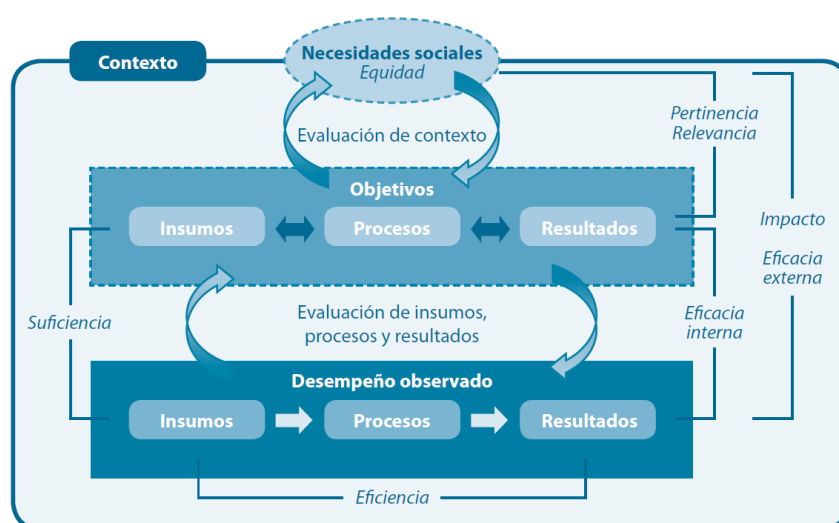 Contexto
Necesidades sociales
Equidad
Evaluación de contexto
Pertinencia
Relevancia
Objetivos
Insumos
Procesos
Resultados
Impacto
Eficacia
externa
Suficiencia
Evaluación de insumos,
procesos y resultados
Eficacia
interna
Desempeño observado
Insumos
Procesos
Resultados
Eficiencia